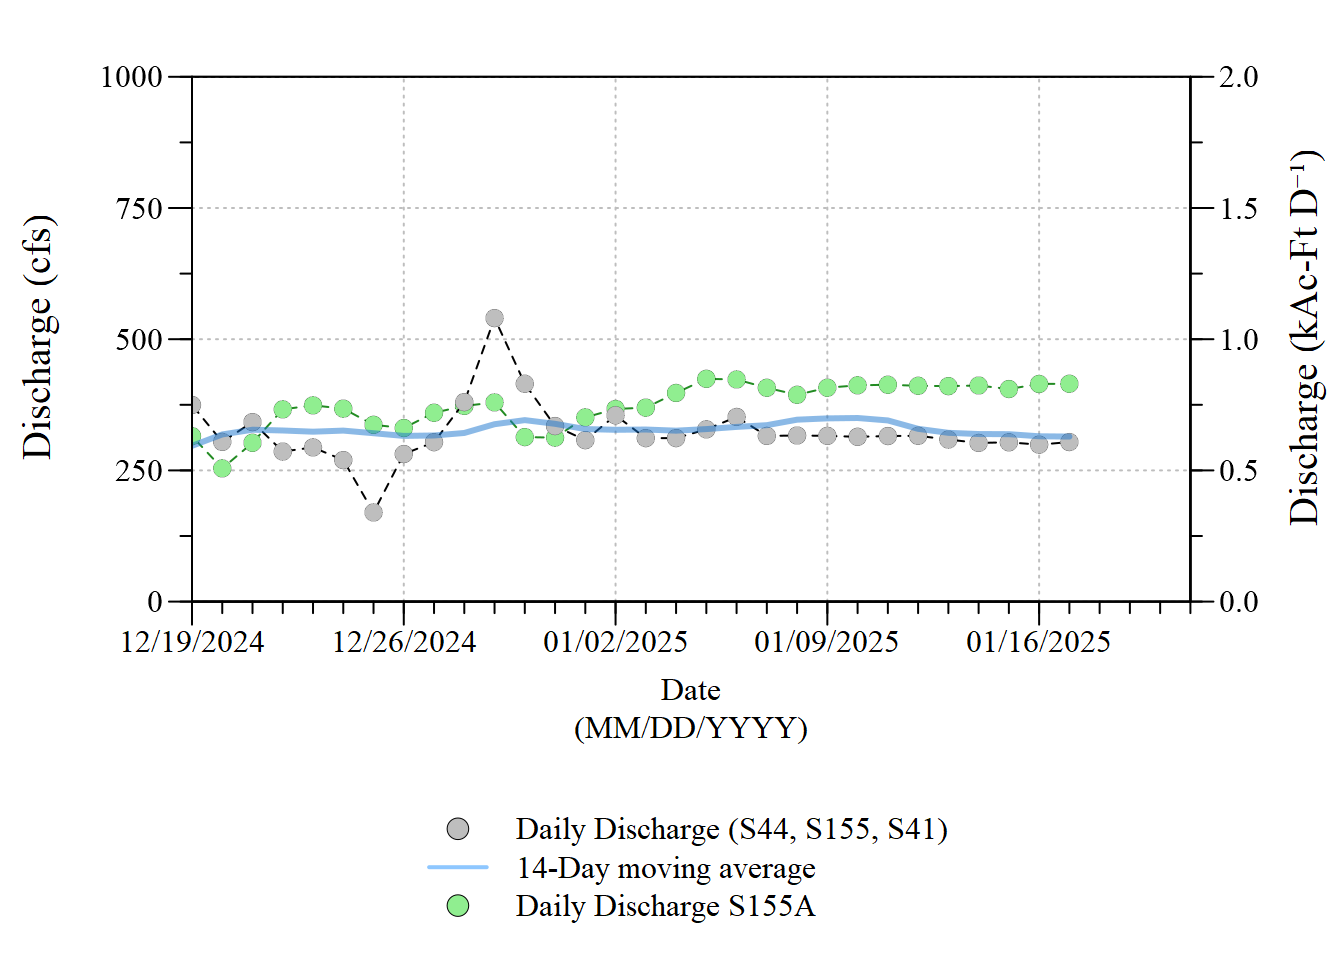 1000
750
500
250
0
Discharge (cfs)
2.0
1.5
1.0
0.5
0.0
Discharge (kAc-Ft D⁻¹)
12/19/2024
12/26/2024
01/02/2025
01/09/2025
01/16/2025
Date
(MM/DD/YYYY)
Daily Discharge (S44, S155, S41)
14-Day moving average
Daily Discharge S155A